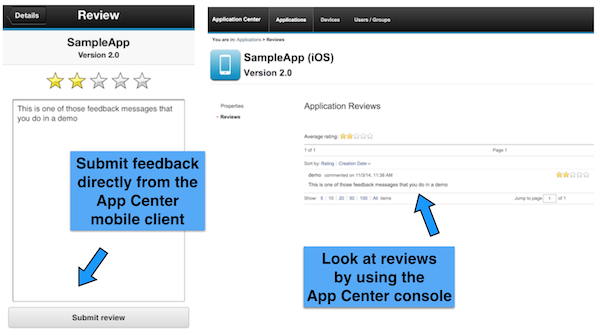 Details
Review
SampleApp
Version 2.0
This is one of those feedback messages that
you do in a demo
Submit feedback
directly from the
App Center
mobile client
Submit review
Application Center
Applications
Devices
Users / Groups
You are in: Applications > Reviews
SampleApp (iOS)
Version 2.0
Properties
– Reviews
Application Reviews
Average rating:
1 of 1
Page 1
Sort by: Rating | Creation Date
demo commented on 11/3/14, 11:36 AM
This is one of those feedback messages that you do in a demo
Show 5 | 10 | 20 | 50 | 100 | All items
Jump to page 1 of 1
Look at reviews
by using the
App Center console